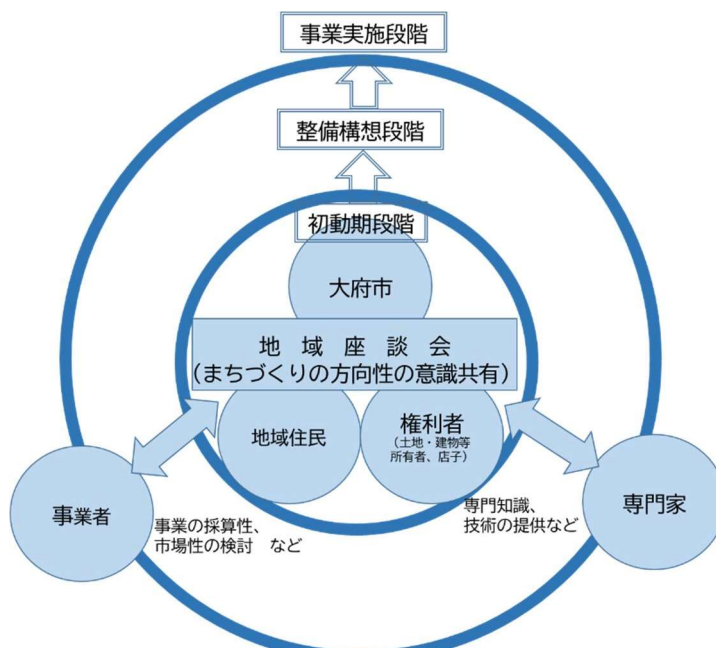 事業実施段階
整備構想段階
初動期段階
大府市
地　域　座　談　会
（まちづくりの方向性の意識共有）
地域住民
権利者
（土地・建物等
所有者、店子）
事業者
事業の採算性、
市場性の検討　など
専門知識、
技術の提供など
専門家